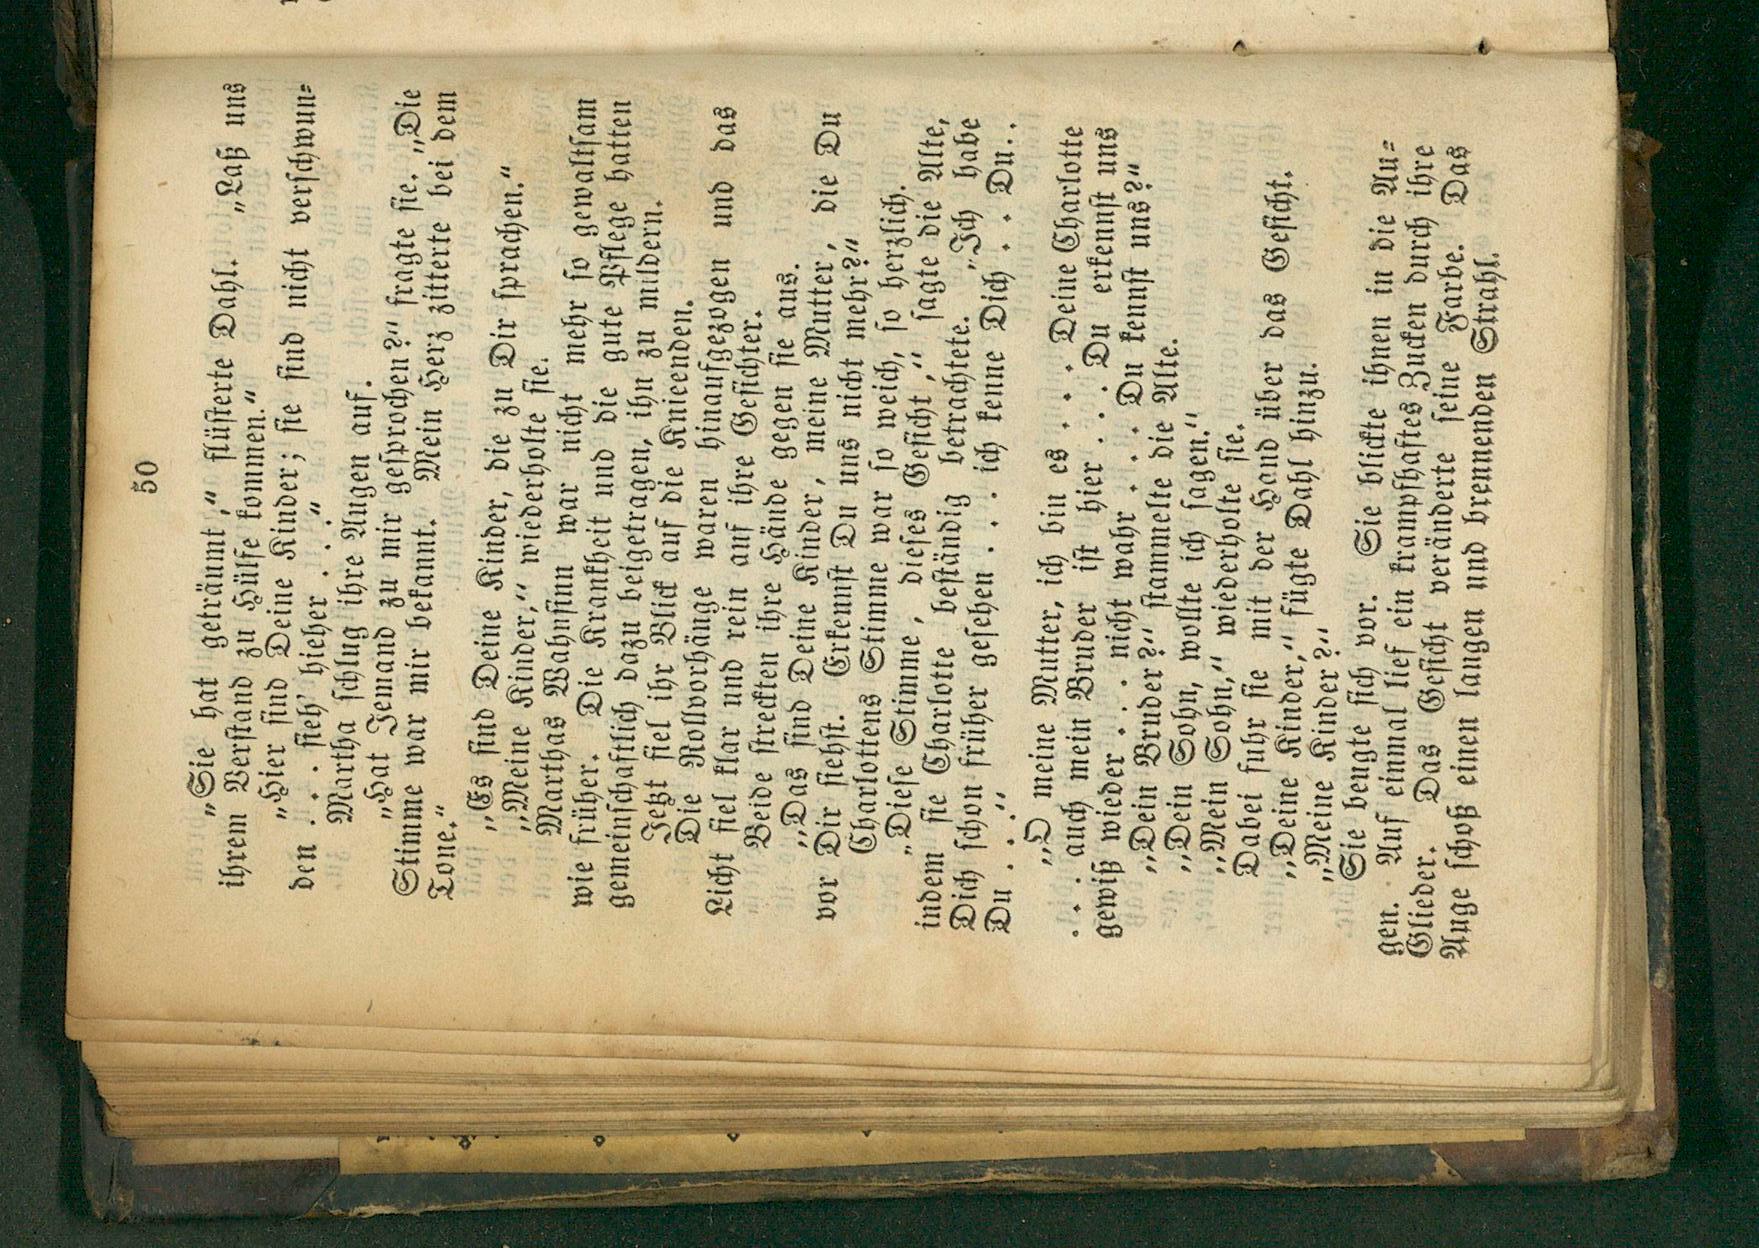 50
„Sie hat geträumt,“ flüsterte Dahl. „Laß uns
ihrem Verstand zu Hülfe kommen.“
„Hier sind Deine Kinder; sie sind nicht verschwun-
den . . . sieh' hieher . . .“
Martha schlug ihre Augen auf.
„Hat Jemand zu mir gesprochen?“ fragte sie. „Die
Stimme war mir bekannt. Mein Herz zitterte bei dem
Tone.“
„Es sind Deine Kinder, die zu Dir sprachen.“
„Meine Kinder,“ wiederholte sie.
Marthas Wahnsinn war nicht mehr so gewaltsam
wie früher. Die Krankheit und die gute Pflege hatten
gemeinschaftlich dazu beigetragen, ihn zu mildern.
Jetzt fiel ihr Blick auf die Knieenden.
Die Rollvorhänge waren hinaufgezogen und das
Licht fiel klar und rein auf ihre Gesichter.
Beide streckten ihre Hände gegen sie aus.
„Das sind Deine Kinder, meine Mutter, die Du
vor Dir siehst. Erkennst Du uns nicht mehr?“
Charlottens Stimme war so weich, so herzlich.
„Diese Stimme, dieses Gesicht,“ sagte die Alte,
indem sie Charlotte beständig betrachtete. „Ich habe
Dich schon früher gesehen . . . ich kenne Dich . . . Du . .
Du . . .“
„O meine Mutter, ich bin es . . . Deine Charlotte
. . . auch mein Bruder ist hier . . . Du erkennst uns
gewiß wieder . . . nicht wahr . . . Du kennst uns?“
„Dein Bruder?“ stammelte die Alte.
„Dein Sohn, wollte ich sagen.“
„Mein Sohn,“ wiederholte sie.
Dabei fuhr sie mit der Hand über das Gesicht.
„Deine Kinder,“ fügte Dahl hinzu.
„Meine Kinder?“
Sie beugte sich vor. Sie blickte ihnen in die Au-
gen. Auf einmal lief ein krampfhaftes Zucken durch ihre
Glieder. Das Gesicht veränderte seine Farbe. Das
Auge schoß einen langen und brennenden Strahl.